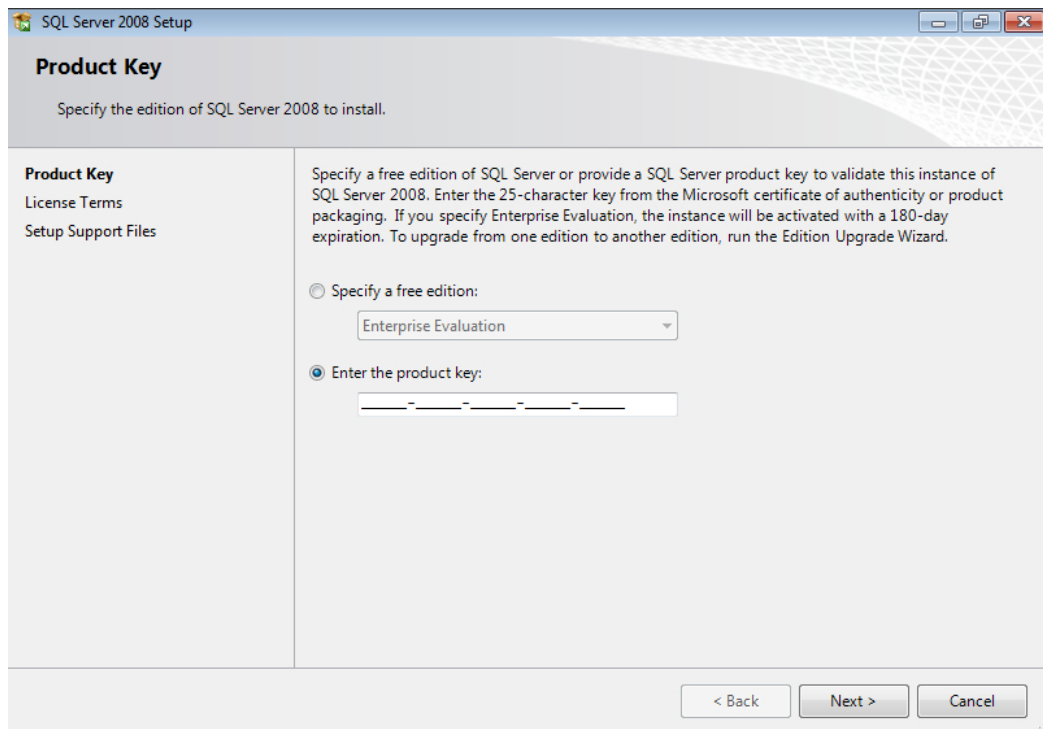 SQL Server 2008 Setup
Product Key
Specify the edition of SQL Server 2008 to install.
Product Key
License Terms
Setup Support Files
Specify a free edition of SQL Server or provide a SQL Server product key to validate this instance of
SQL Server 2008. Enter the 25-character key from the Microsoft certificate of authenticity or product
packaging. If you specify Enterprise Evaluation, the instance will be activated with a 180-day
expiration. To upgrade from one edition to another edition, run the Edition Upgrade Wizard.
Specify a free edition:
Enterprise Evaluation
Enter the product key:
_____-_____-_____-_____-_____
< Back
Next >
Cancel